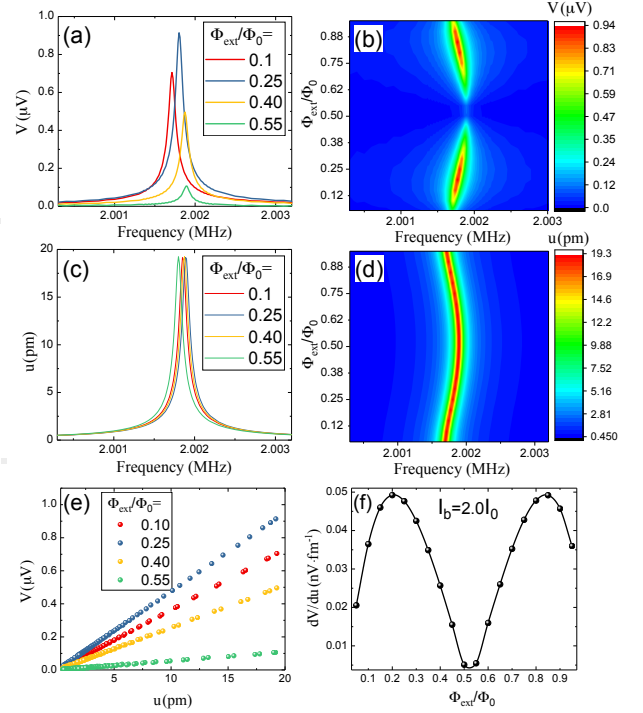 (a)
Φext/Φ0=
0.1
0.25
0.40
0.55
V(μV)
1.0
0.8
0.6
0.4
0.2
0.0
2.001 2.002 2.003
Frequency (MHz)
(b)
V(μV)
0.94
0.84
0.72
0.60
0.48
0.36
0.24
0.12
0.0
Φext/Φ0
0.88
0.75
0.62
0.50
0.38
0.25
0.12
2.001 2.002 2.003
Frequency (MHz)
(c)
Φext/Φ0=
0.1
0.25
0.40
0.55
u(pm)
20
15
10
5
0
2.001 2.002 2.003
Frequency (MHz)
(d)
u(pm)
19.3
16.9
14.6
12.2
9.88
7.52
5.17
2.81
0.450
Φext/Φ0
0.88
0.75
0.62
0.50
0.38
0.25
0.12
2.001 2.002 2.003
Frequency (MHz)
(e)
Φext/Φ0=
0.10
0.25
0.40
0.55
V(μV)
1.0
0.8
0.6
0.4
0.2
0.0
5 10 15 20
u(pm)
(f)
Ib=2.0I0
dV/du (nV·fm-1)
0.05
0.04
0.03
0.02
0.01
0.1 0.2 0.3 0.4 0.5 0.6 0.7 0.8 0.9
Φext/Φ0